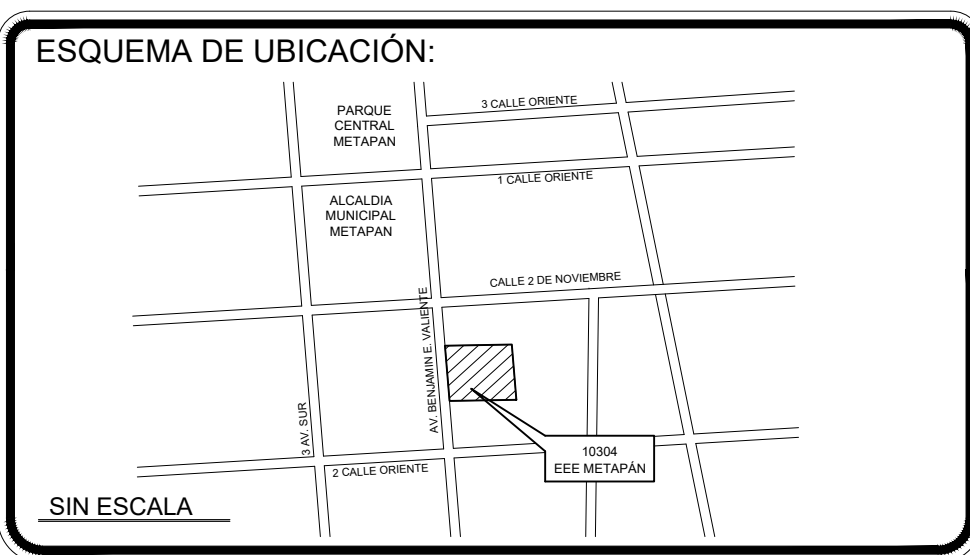 ESQUEMA DE UBICACIÓN:
3 CALLE ORIENTE
PARQUE
CENTRAL
METAPAN
1 CALLE ORIENTE
ALCALDIA
MUNICIPAL
METAPAN
CALLE 2 DE NOVIEMBRE
AV. BENJAMIN E. VALIENTE
3 AV. SUR
10304
EEE METAPÁN
2 CALLE ORIENTE
SIN ESCALA